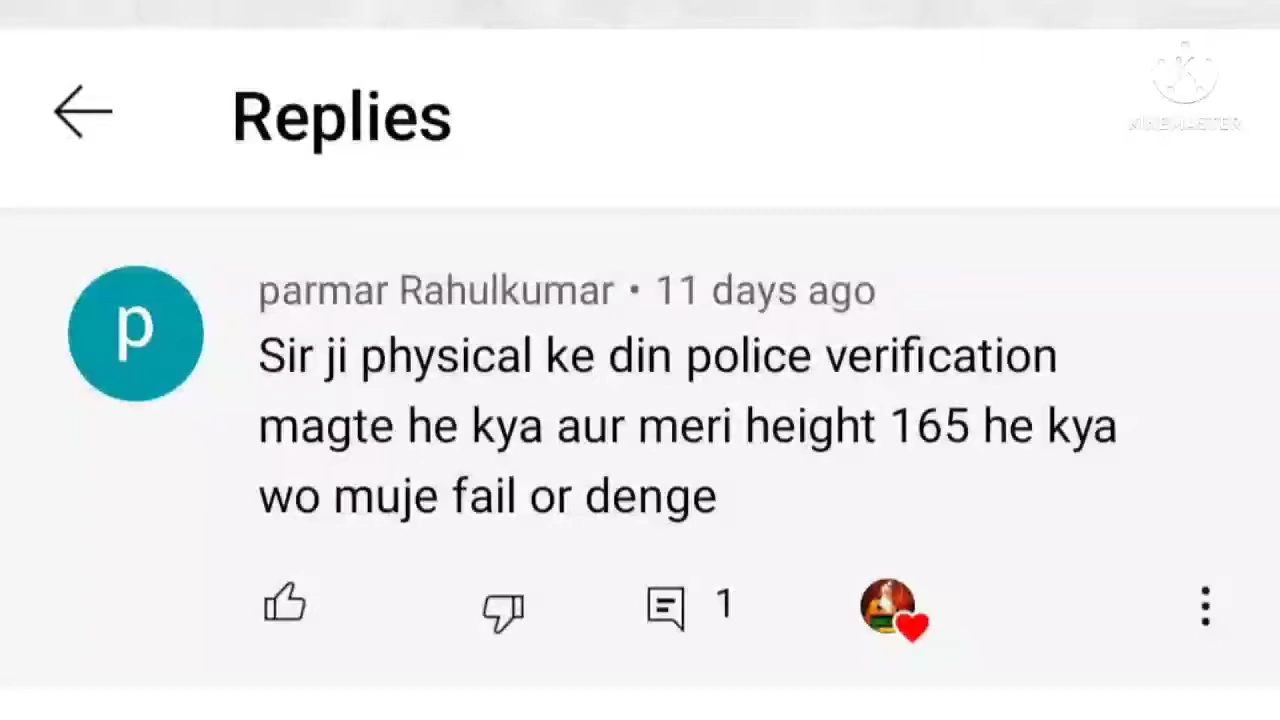 Replies
KINEMASTER
p
parmar Rahulkumar • 11 days ago
Sir ji physical ke din police verification
magte he kya aur meri height 165 he kya
wo muje fail or denge
1